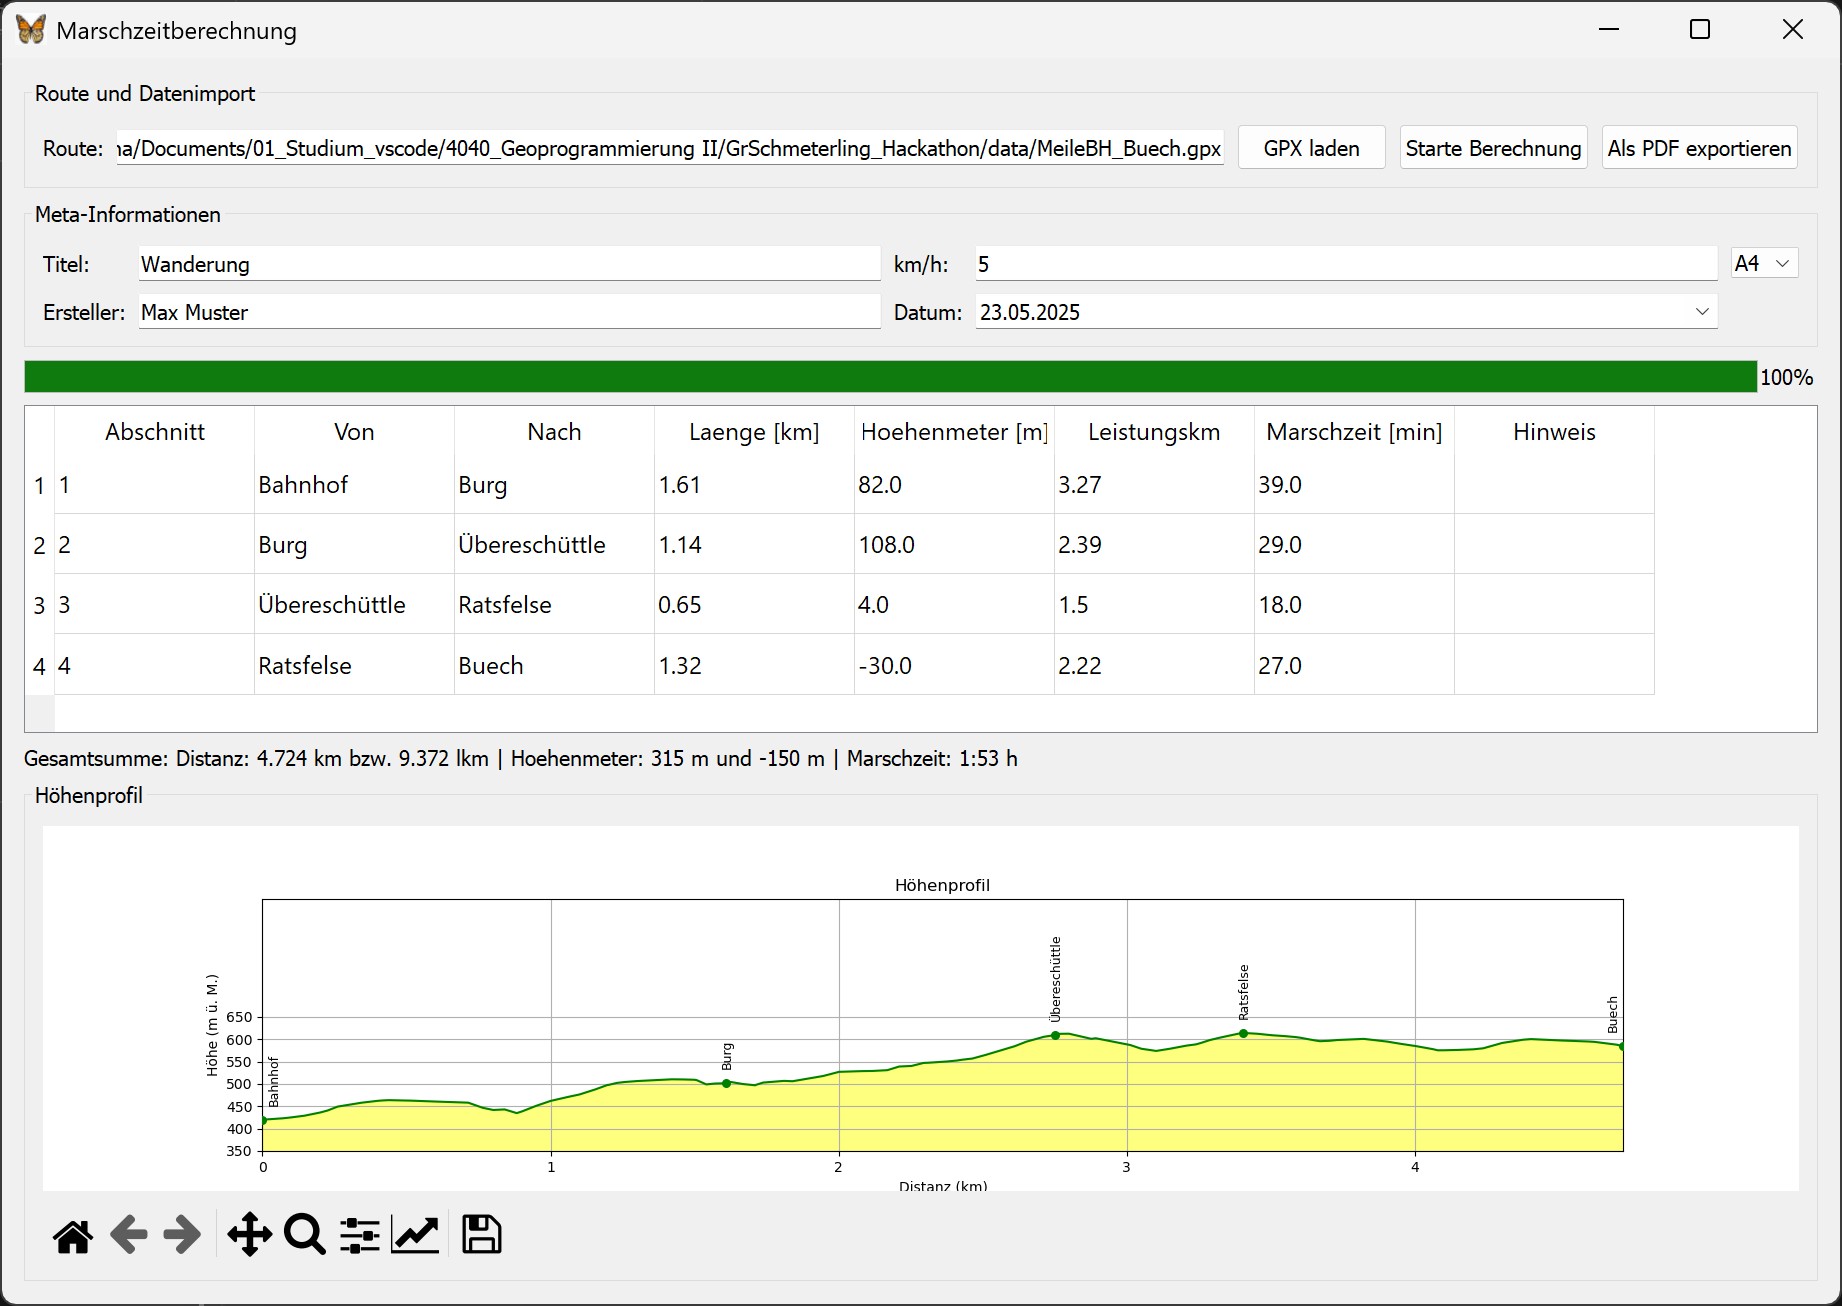 Marschzeitberechnung
Route und Datenimport
Route: na/Documents/01_Studium_vscode/4040_Geoprogrammierung II/GrSchmeterling_Hackathon/data/MeileBH_Buech.gpx GPX laden Starte Berechnung Als PDF exportieren
Meta-Informationen
Titel: Wanderung km/h: 5 A4
Ersteller: Max Muster Datum: 23.05.2025
100%
Abschnitt Von Nach Laenge [km] Hoehenmeter [m] Leistungskm Marschzeit [min] Hinweis
1 1 Bahnhof Burg 1.61 82.0 3.27 39.0
2 2 Burg Übereschüttle 1.14 108.0 2.39 29.0
3 3 Übereschüttle Ratsfelse 0.65 4.0 1.5 18.0
4 4 Ratsfelse Buech 1.32 -30.0 2.22 27.0
Gesamtsumme: Distanz: 4.724 km bzw. 9.372 lkm | Hoehenmeter: 315 m und -150 m | Marschzeit: 1:53 h
Höhenprofil
Höhenprofil
Höhe (m ü. M.)
650
600
550
500
450
400
350
Bahnhof
Burg
Übereschüttle
Ratsfelse
Buech
0 1 2 3 4
Distanz (km)